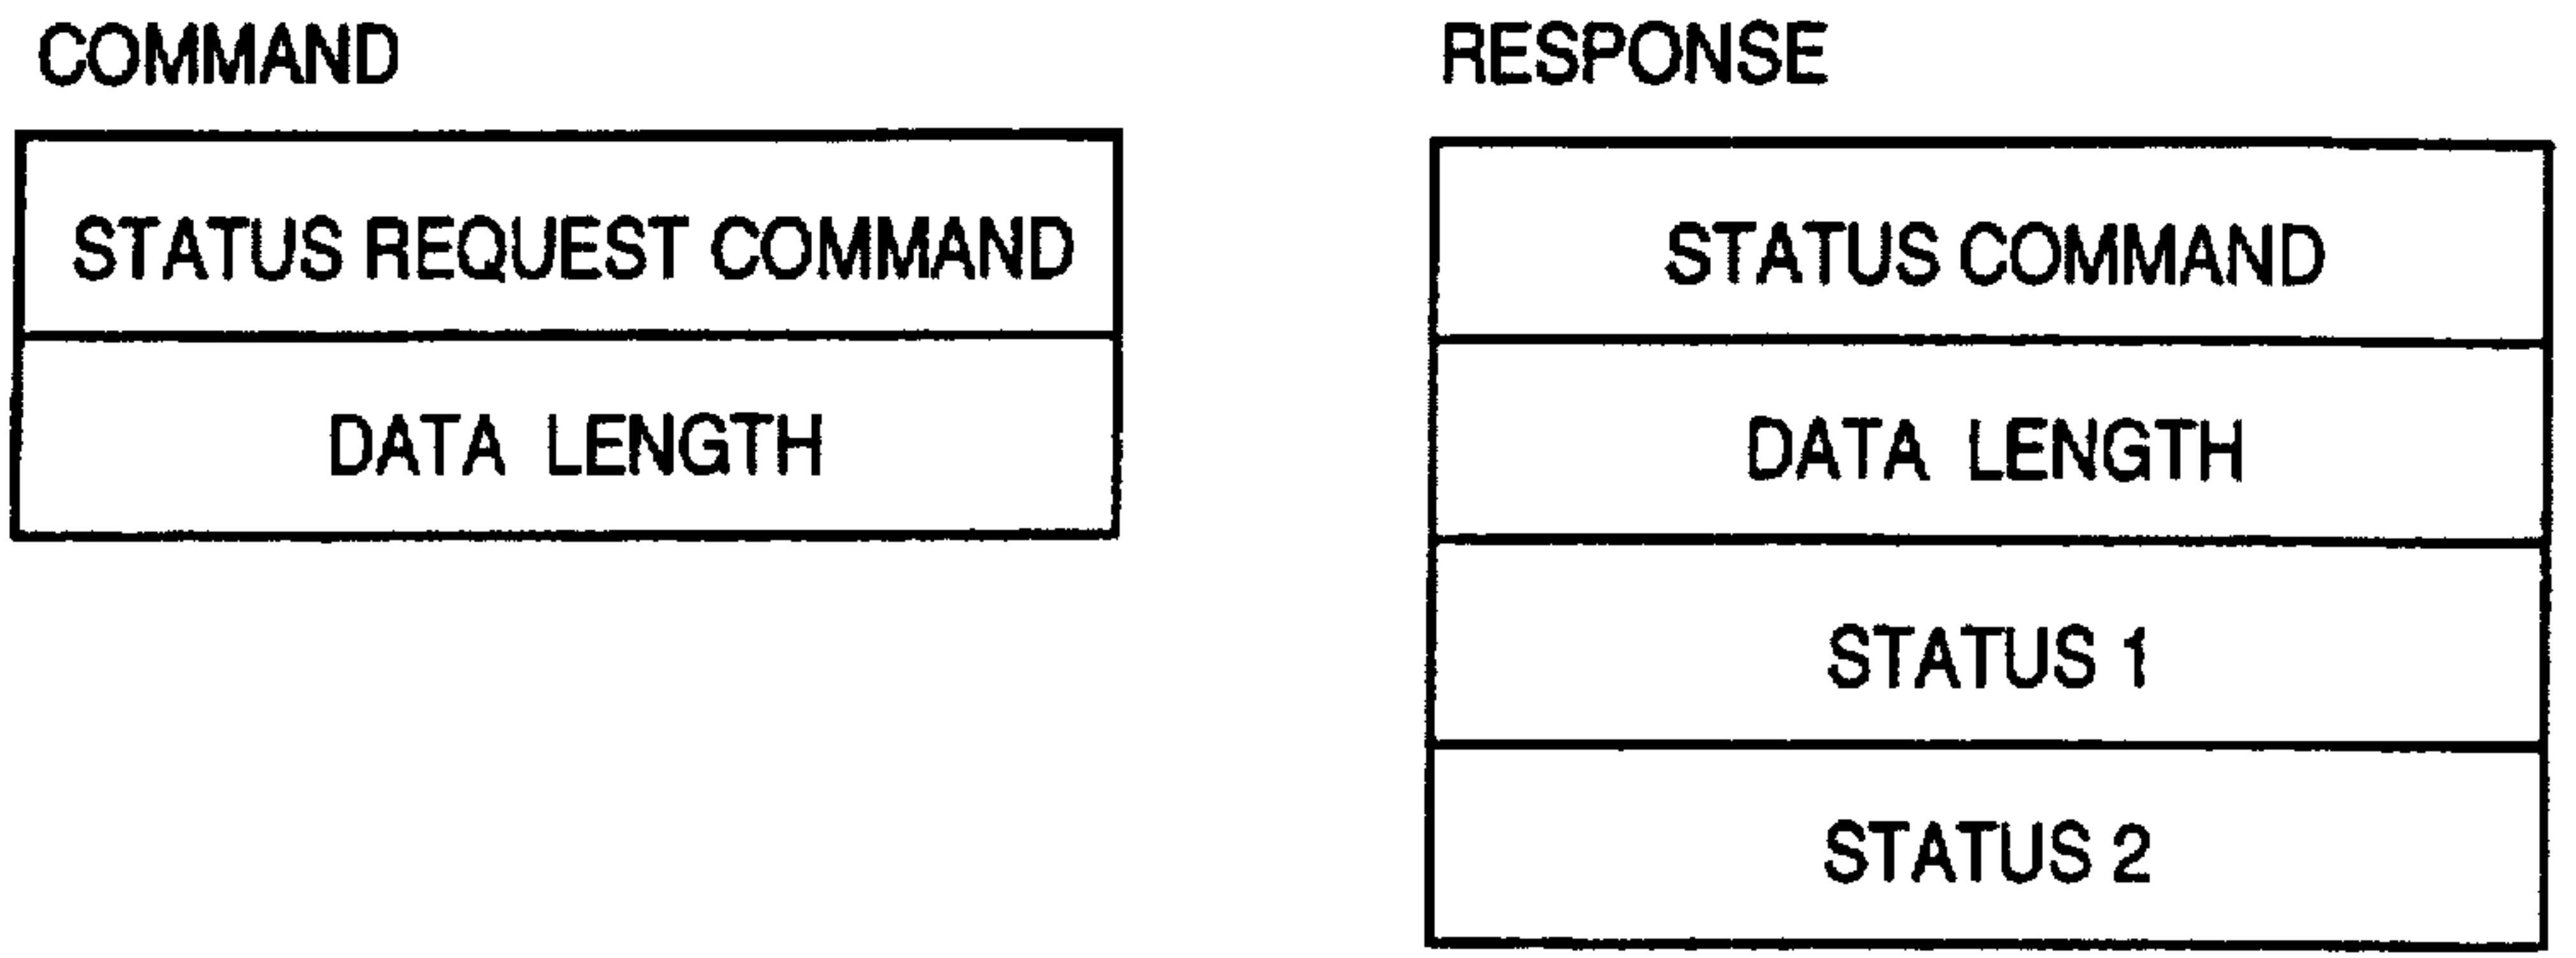 COMMAND
STATUS REQUEST COMMAND
DATA LENGTH
RESPONSE
STATUS COMMAND
DATA LENGTH
STATUS 1
STATUS 2